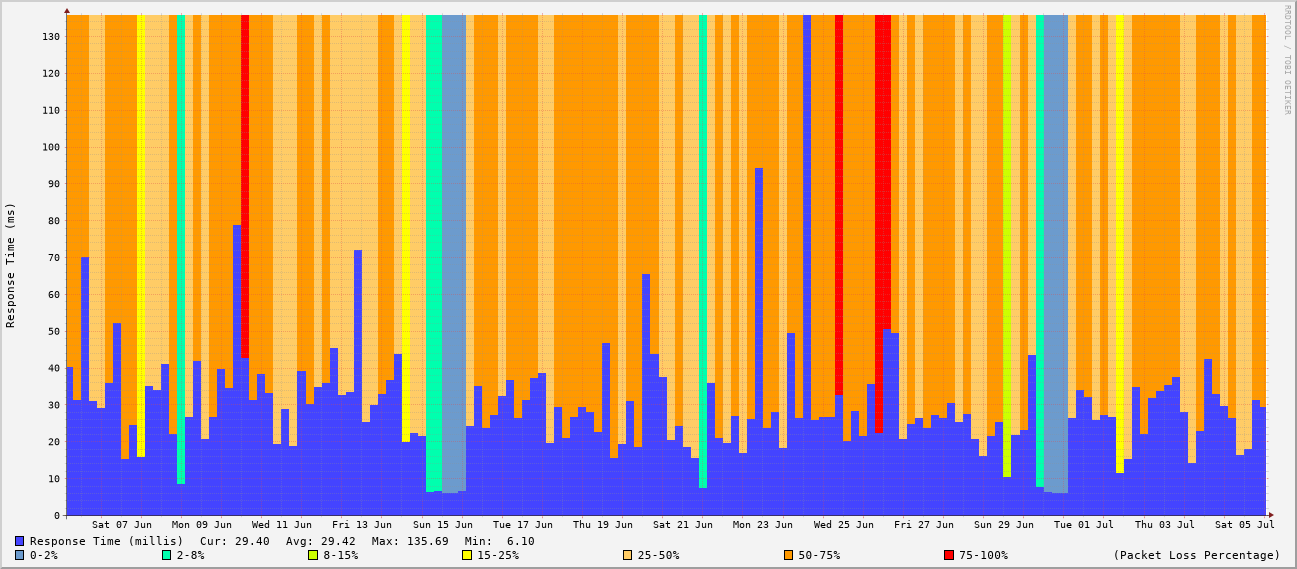 RRDTOOL / TOBI OETIKER
Response Time (ms)
130
120
110
100
90
80
70
60
50
40
30
20
10
0
Sat 07 Jun Mon 09 Jun Wed 11 Jun Fri 13 Jun Sun 15 Jun Tue 17 Jun Thu 19 Jun Sat 21 Jun Mon 23 Jun Wed 25 Jun Fri 27 Jun Sun 29 Jun Tue 01 Jul Thu 03 Jul Sat 05 Jul
Response Time (millis) Cur: 29.40 Avg: 29.42 Max: 135.69 Min: 6.10
0-2% 2-8% 8-15% 15-25% 25-50% 50-75% 75-100% (Packet Loss Percentage)